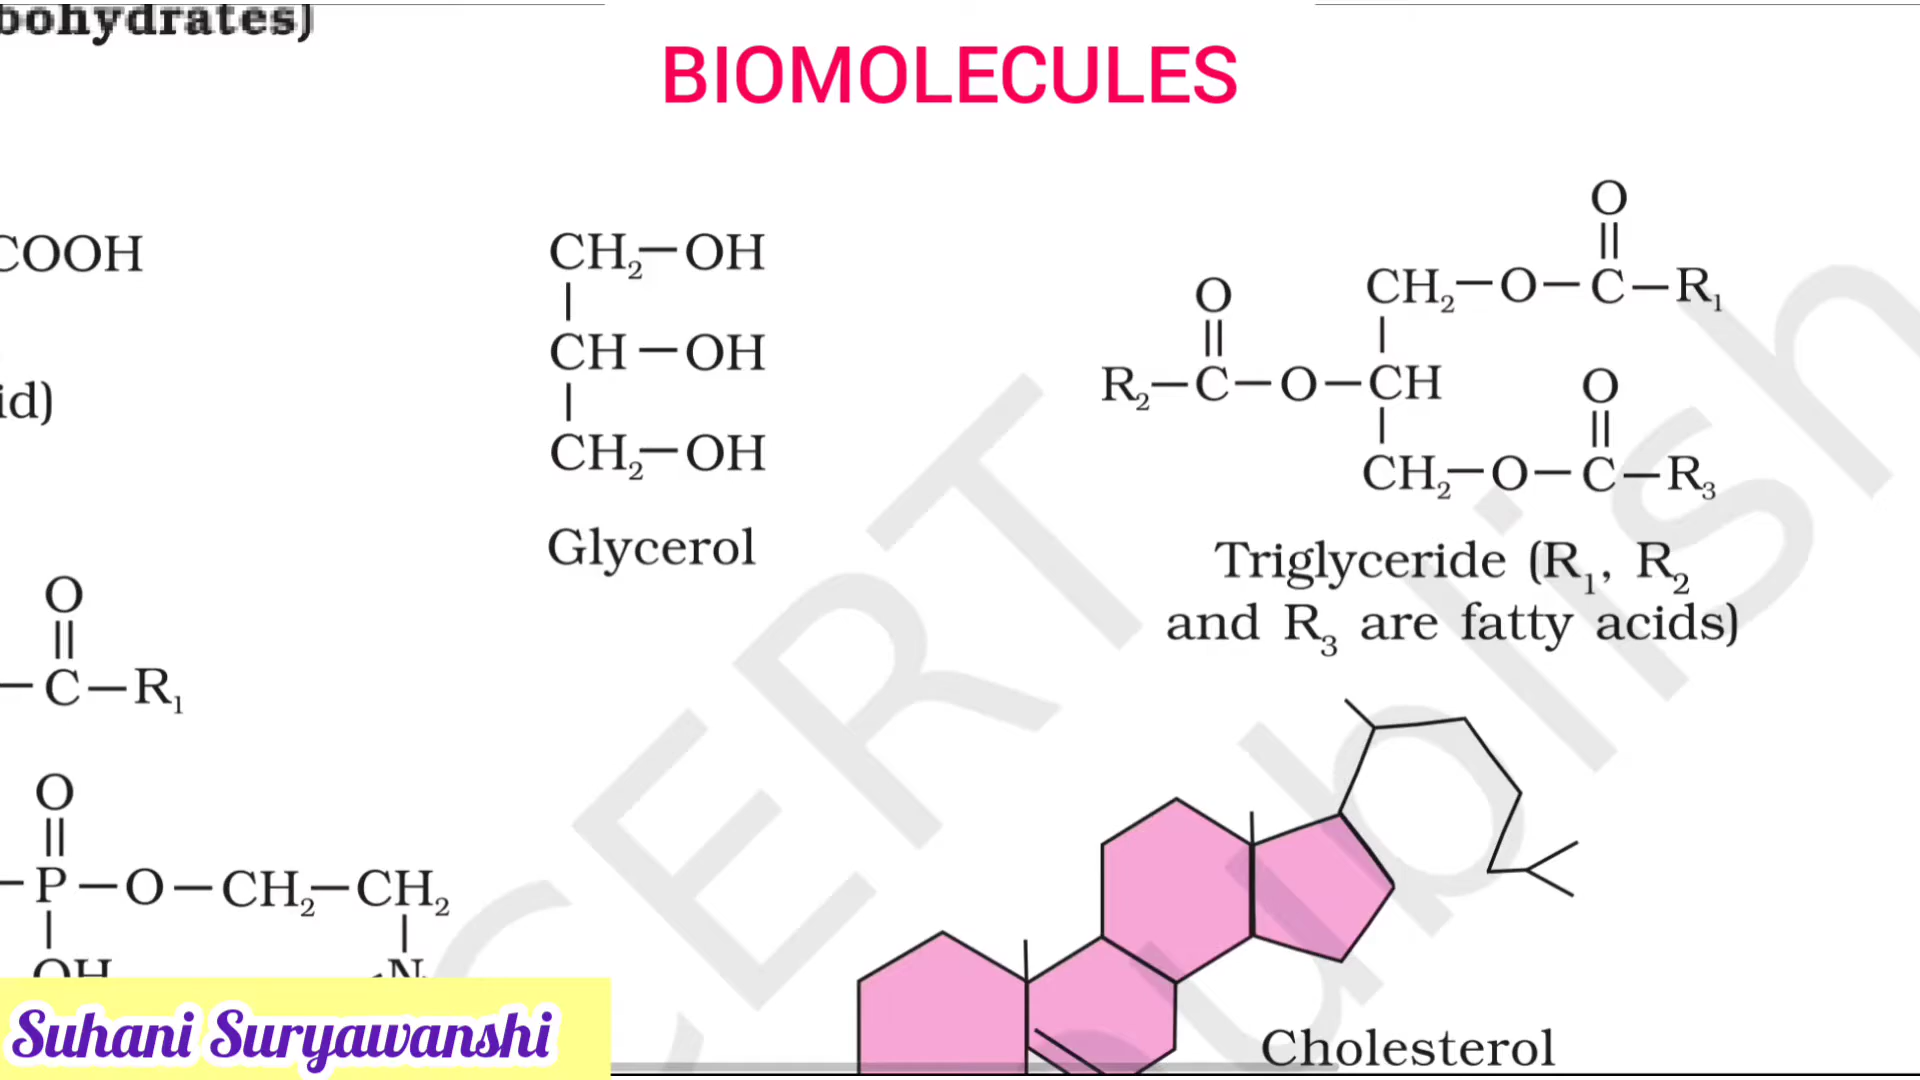 bohydrates)
BIOMOLECULES
COOH
id)
CH₂—OH
|
CH—OH
|
CH₂—OH
Glycerol
O
||
CH₂—O—C—R₁
O
||
|
R₂—C—O—CH
|
O
||
CH₂—O—C—R₃
Triglyceride (R₁, R₂
and R₃ are fatty acids)
O
||
—C—R₁
O
||
—P—O—CH₂—CH₂
|
|
OH
N
Cholesterol
Suhani Suryawanshi